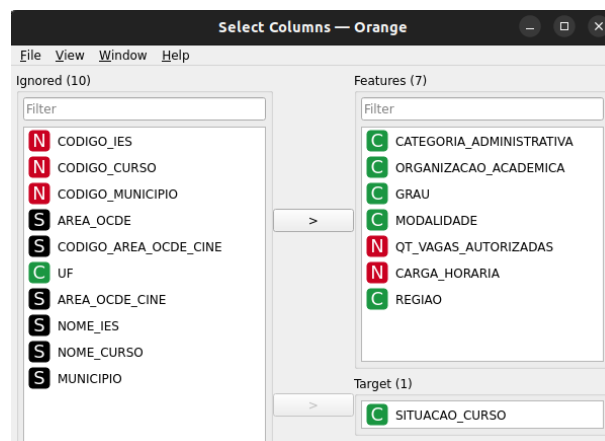 Select Columns — Orange
File View Window Help
Ignored (10)
Filter
N CODIGO_IES
N CODIGO_CURSO
N CODIGO_MUNICIPIO
S AREA_OCDE
S CODIGO_AREA_OCDE_CINE
C UF
S AREA_OCDE_CINE
S NOME_IES
S NOME_CURSO
S MUNICIPIO
>
>
Features (7)
Filter
C CATEGORIA_ADMINISTRATIVA
C ORGANIZACAO_ACADEMICA
C GRAU
C MODALIDADE
N QT_VAGAS_AUTORIZADAS
N CARGA_HORARIA
C REGIAO
Target (1)
C SITUACAO_CURSO